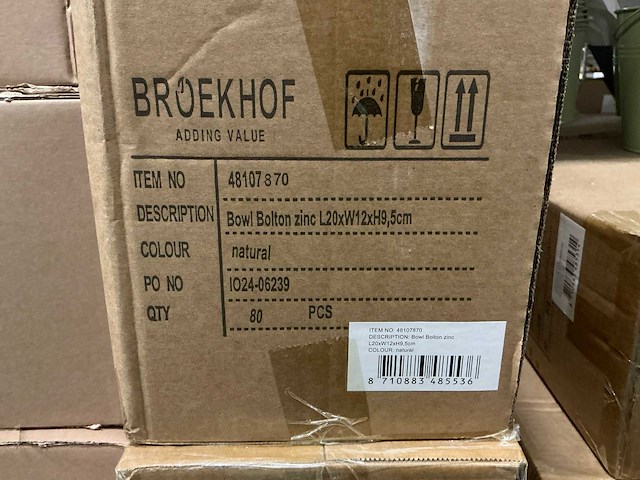 BROEKHOF
ADDING VALUE
ITEM NO 48107870
DESCRIPTION Bowl Bolton zinc L20xW12xH9,5cm
COLOUR natural
PO NO IO24-06239
QTY 80 PCS
ITEM NO: 48107870
DESCRIPTION: Bowl Bolton zinc
L20xW12xH9,5cm
COLOUR: natural
8 710883 485536